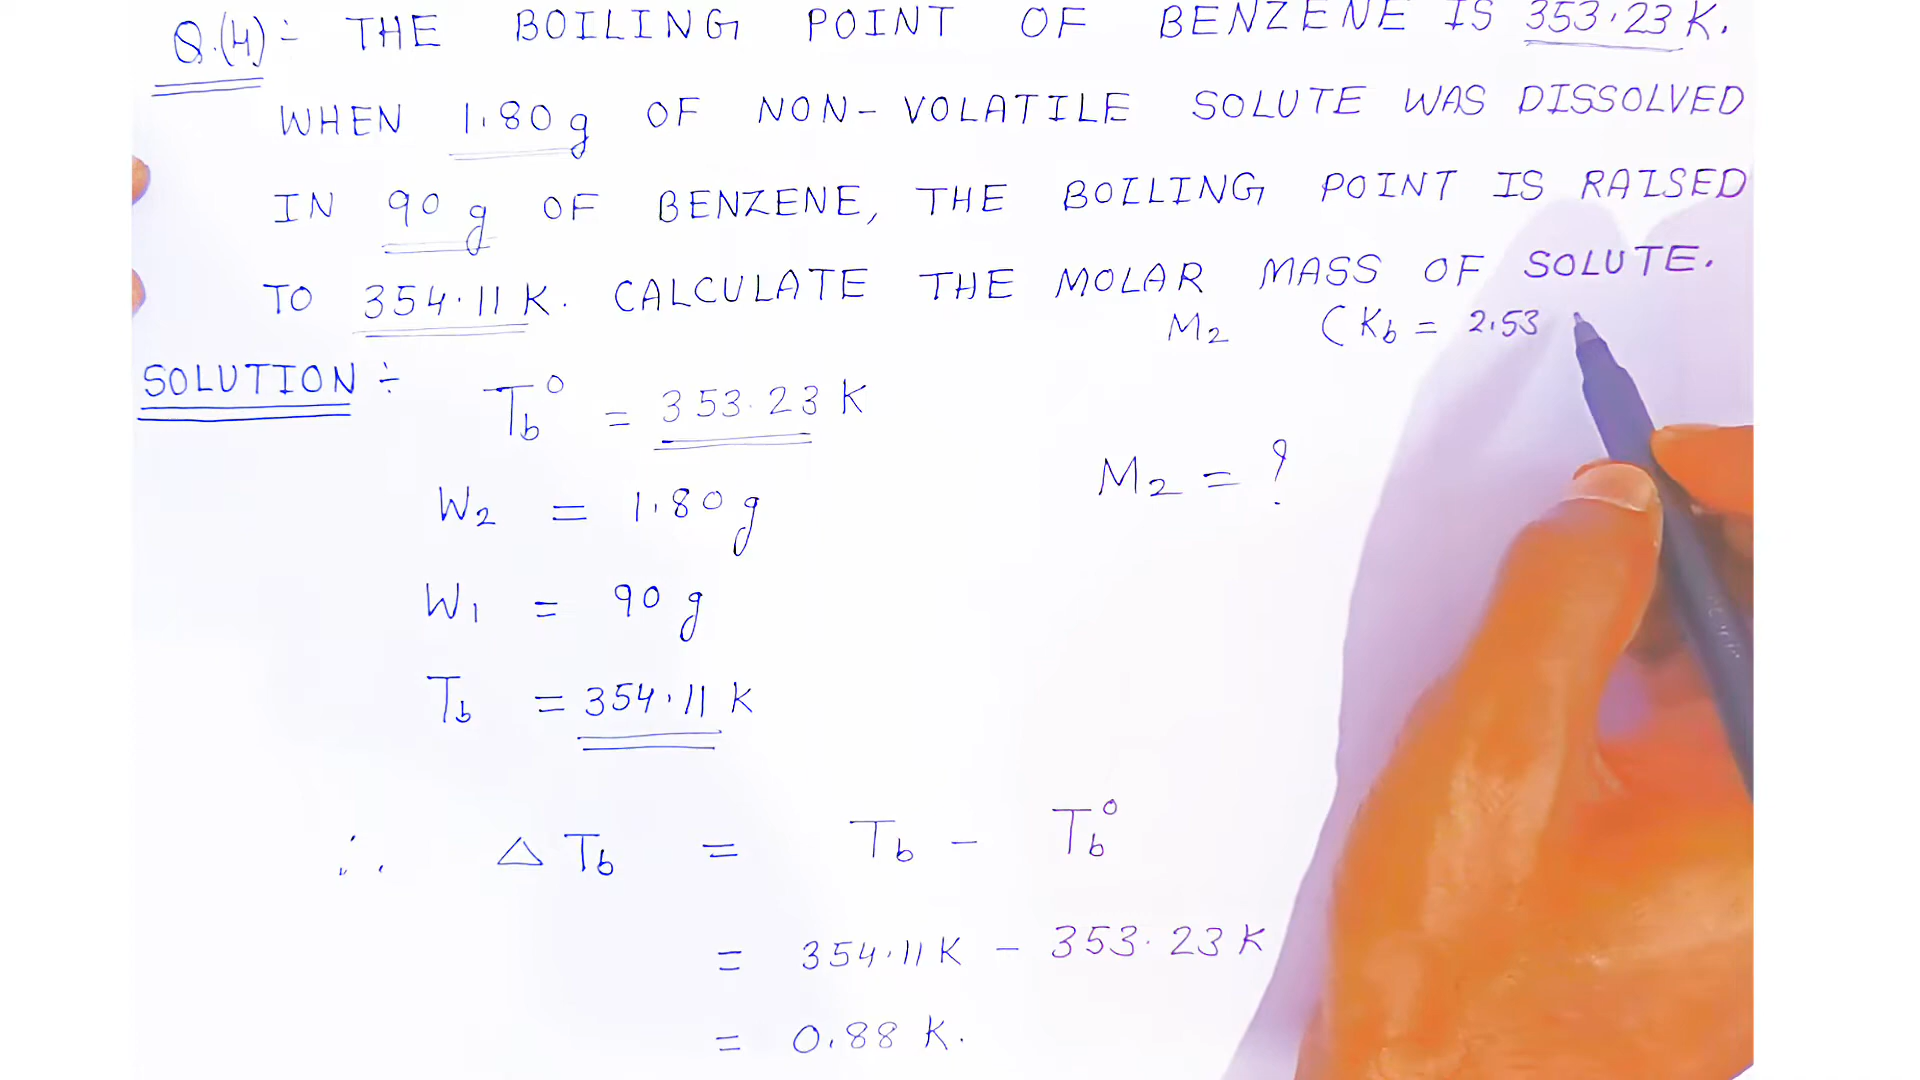 Q.(4):- THE BOILING POINT OF BENZENE IS 353.23 K.
WHEN 1.80 g OF NON-VOLATILE SOLUTE WAS DISSOLVED
IN 90 g OF BENZENE, THE BOILING POINT IS RAISED
TO 354.11 K. CALCULATE THE MOLAR MASS OF SOLUTE.
M₂ (Kb = 2.53
SOLUTION ÷
Tb° = 353.23 K
M₂ = ?
W₂ = 1.80 g
W₁ = 90 g
Tb = 354.11 K
∴ △Tb = Tb - Tb°
= 354.11 K - 353.23 K
= 0.88 K.